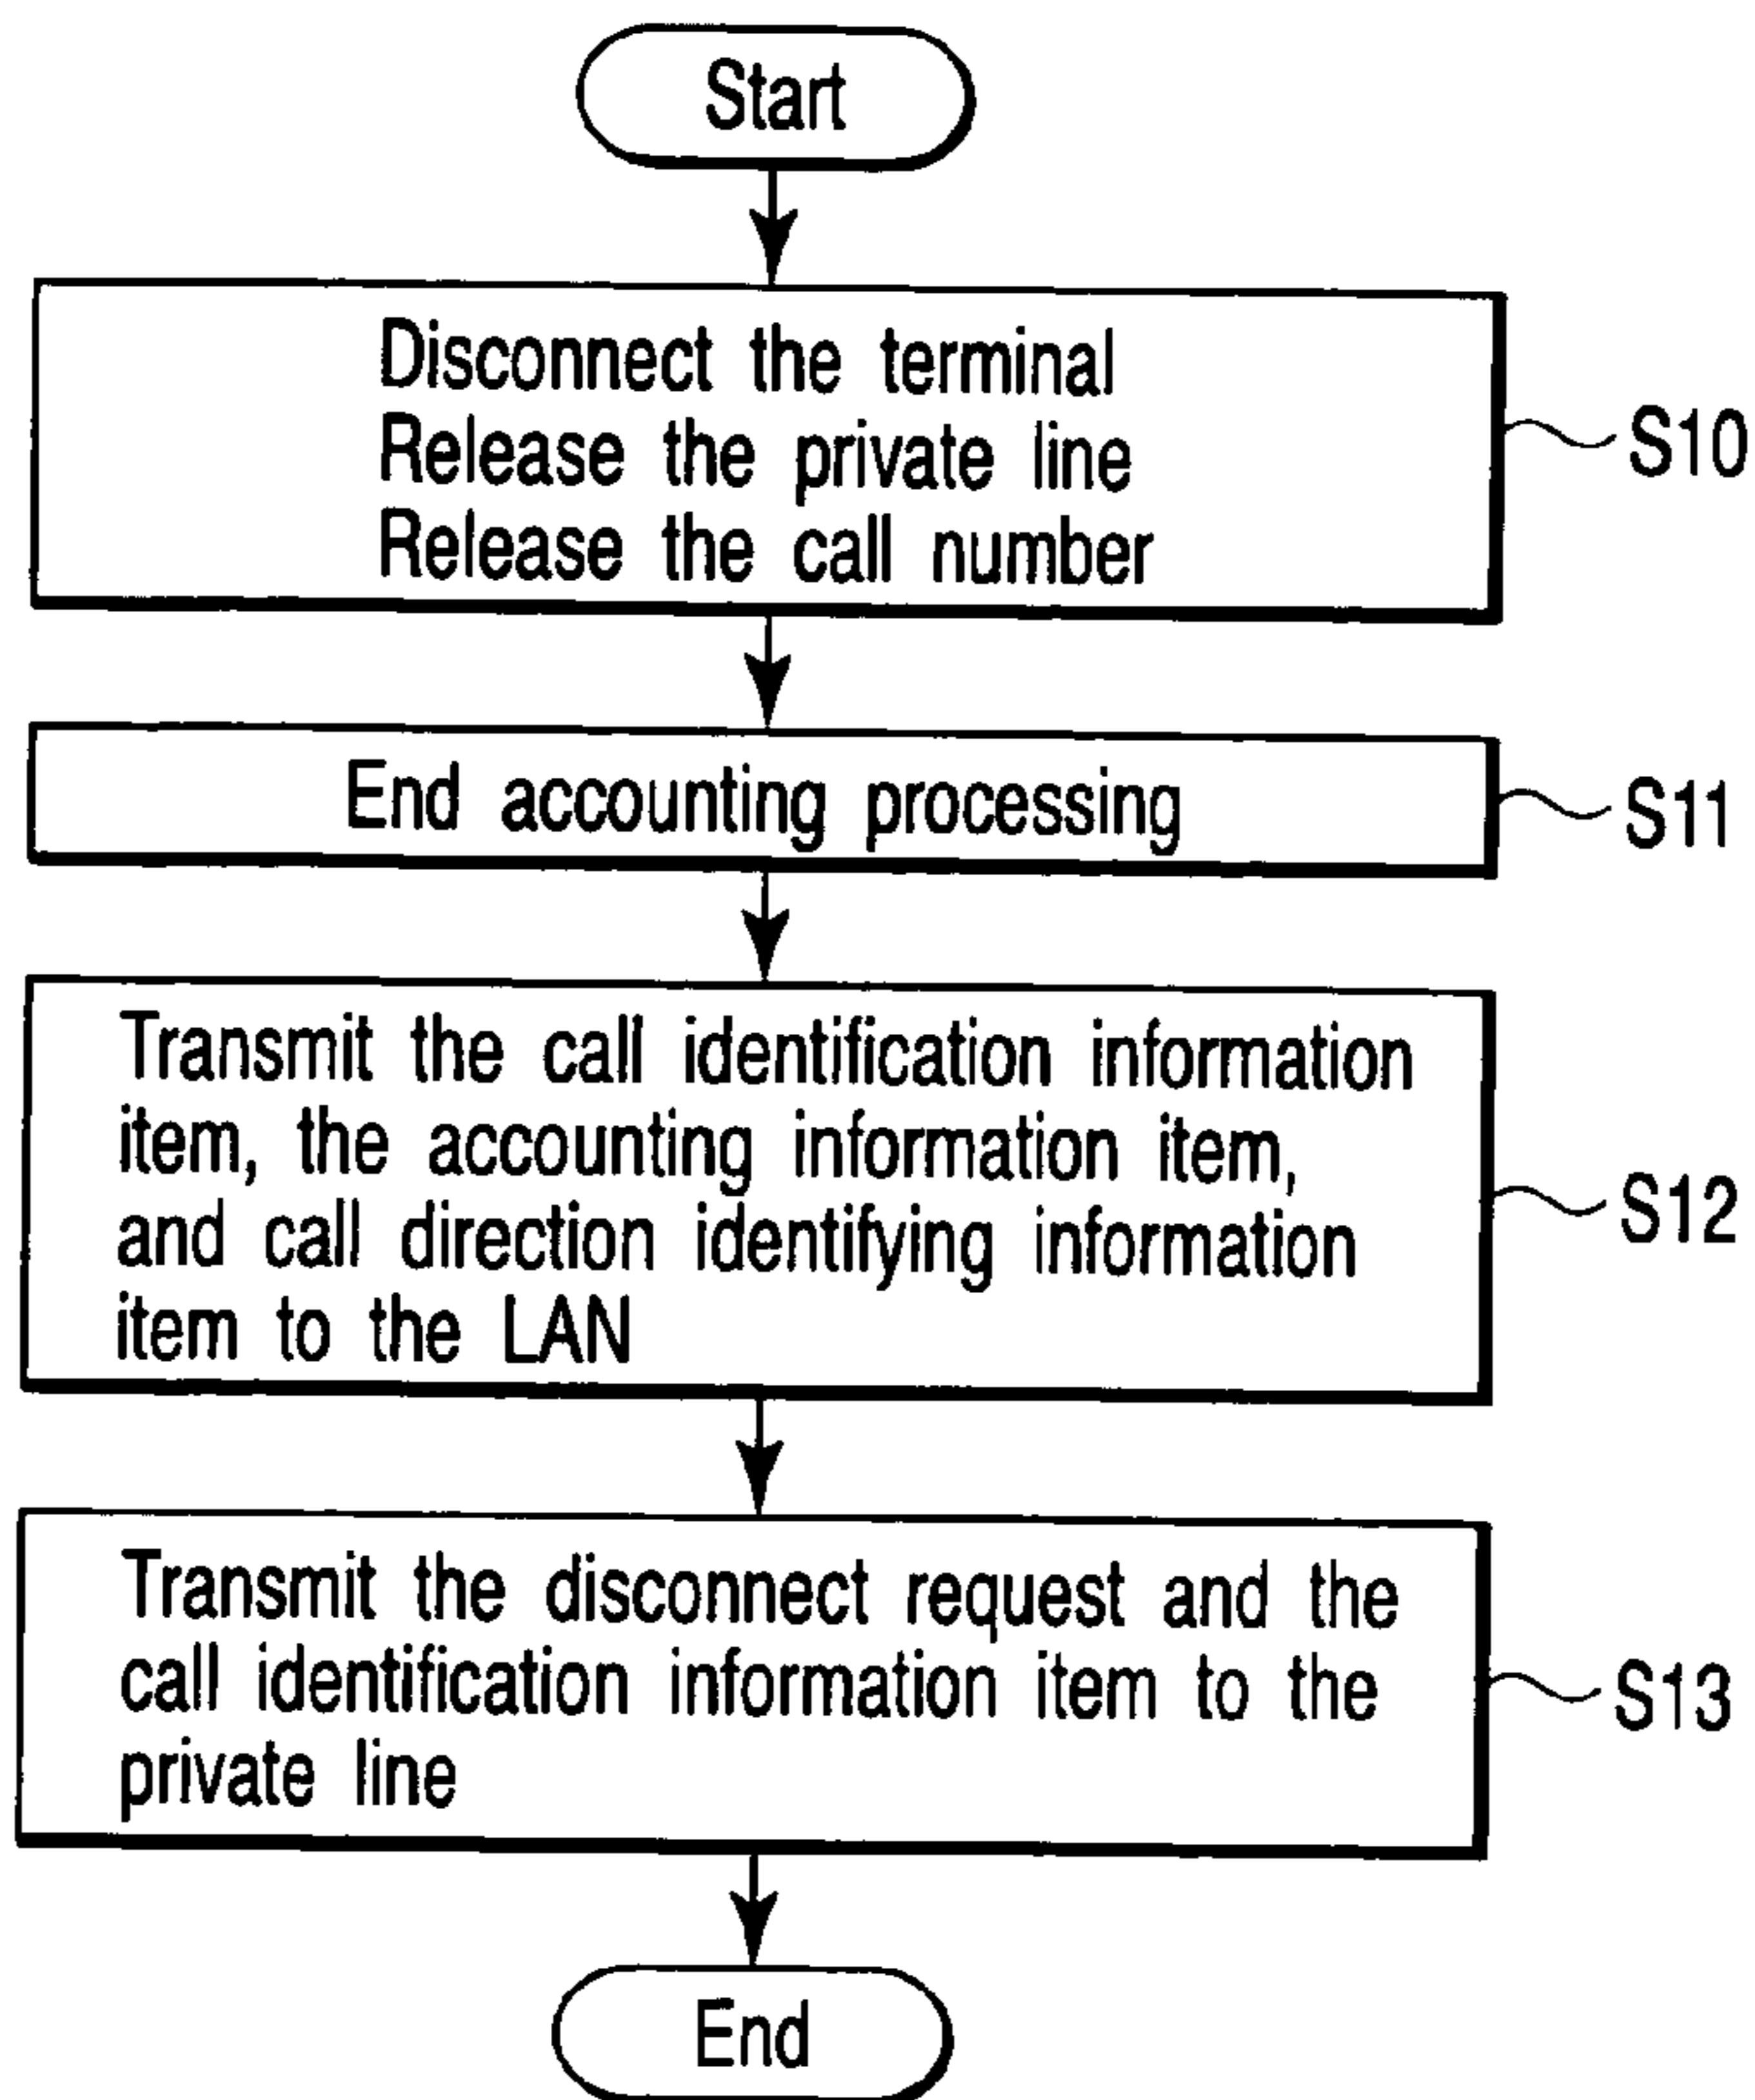 Start
Disconnect the terminal
Release the private line
Release the call number
S10
End accounting processing
S11
Transmit the call identification information
item, the accounting information item,
and call direction identifying information
item to the LAN
S12
Transmit the disconnect request and the
call identification information item to the
private line
S13
End